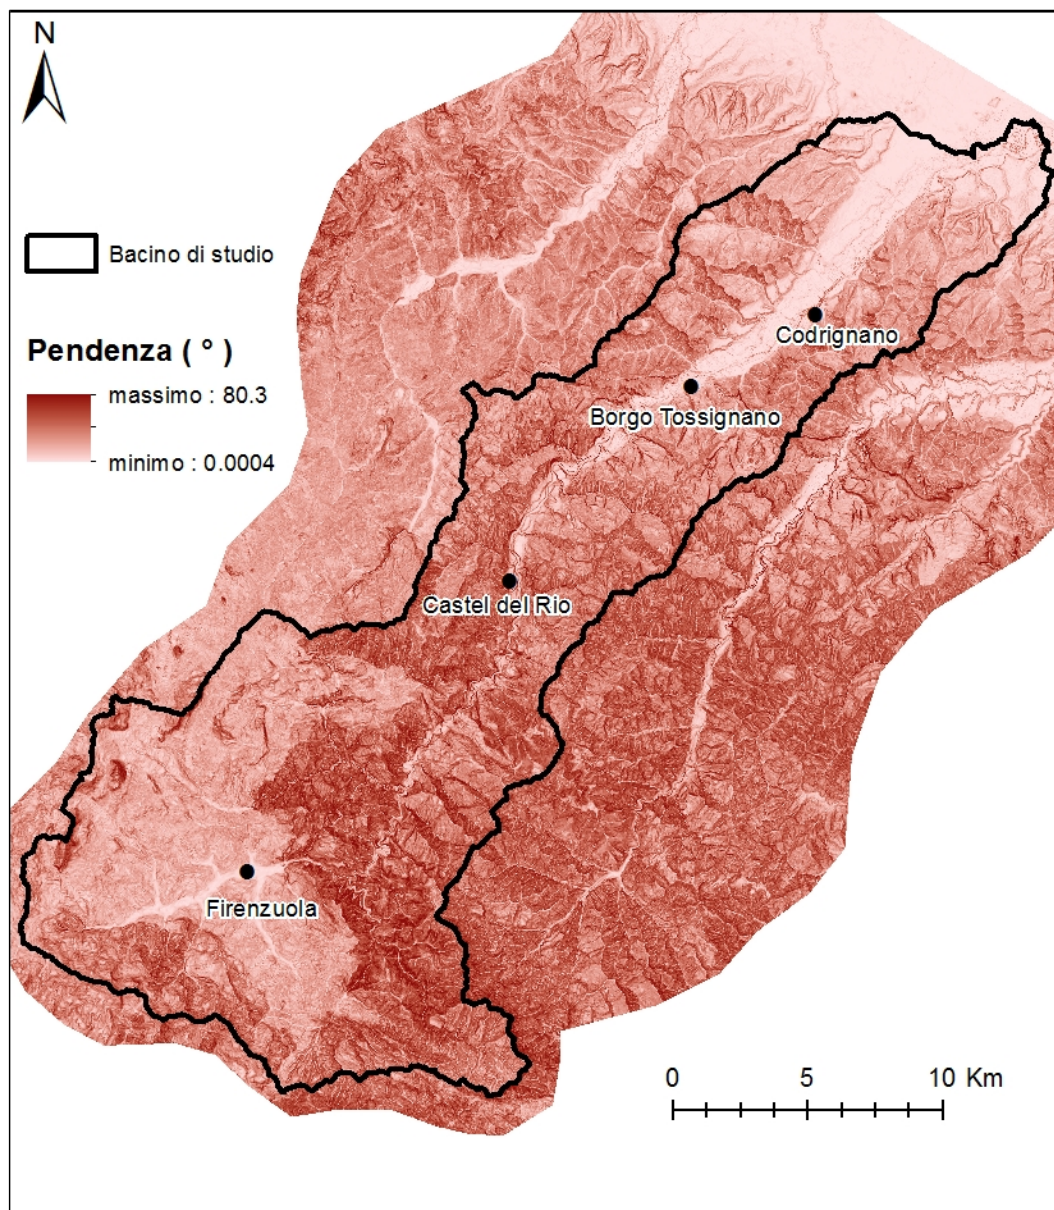 N
Bacino di studio
Pendenza ( ° )
massimo : 80.3
minimo : 0.0004
Codrignano
Borgo Tossignano
Castel del Rio
Firenzuola
0 5 10 Km